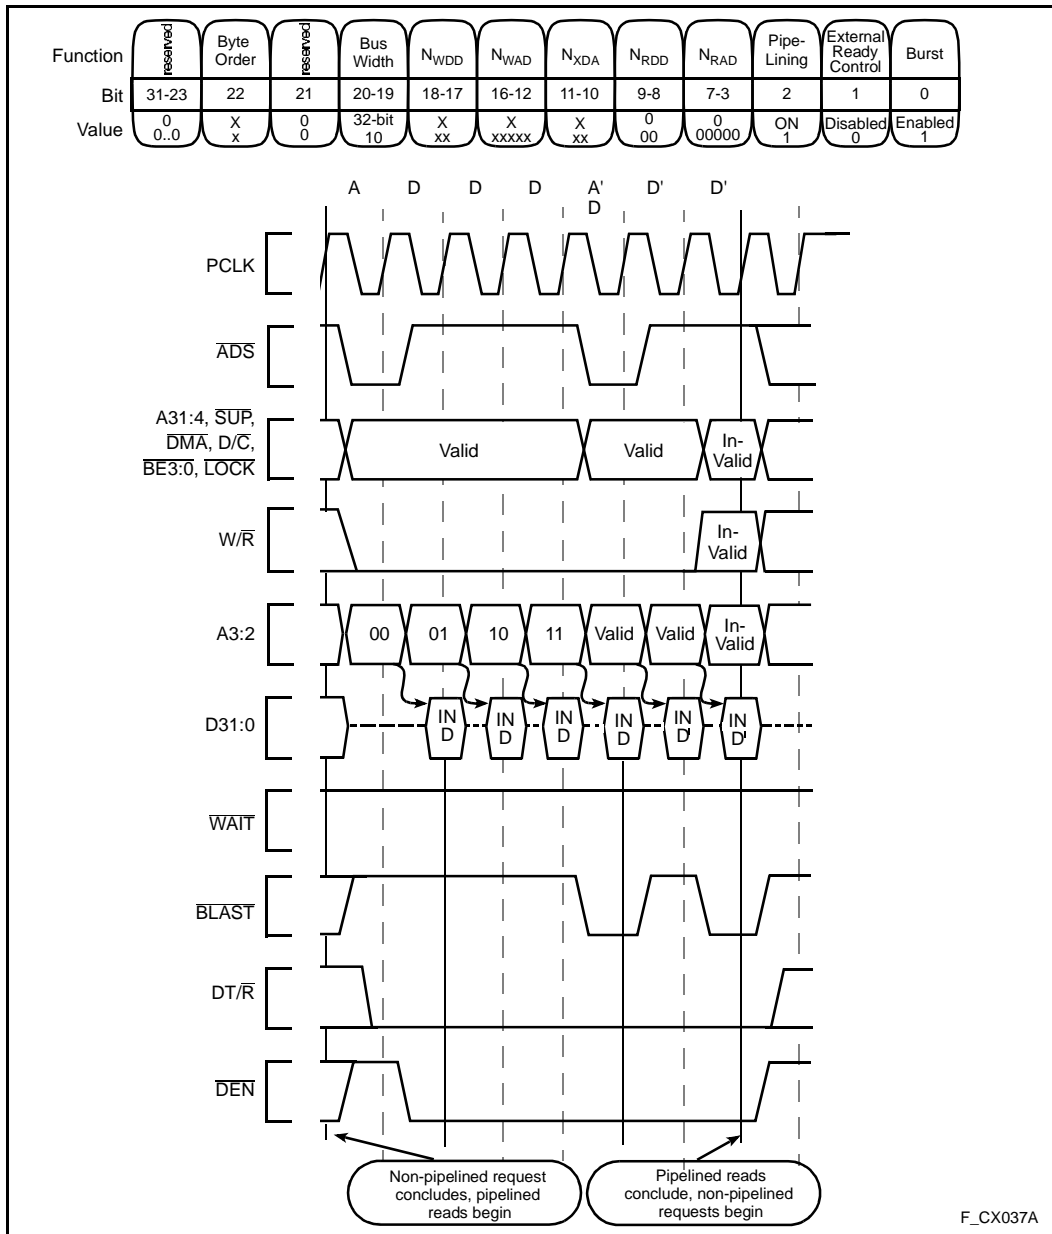 Function reserved Byte Order reserved Bus Width NWDD NWAD NXDA NRDD NRAD Pipe-Lining External Ready Control Burst
Bit 31-23 22 21 20-19 18-17 16-12 11-10 9-8 7-3 2 1 0
Value 0 0..0 X x 0 0 32-bit 10 X xx X xxxxx X xx 0 00 0 00000 ON 1 Disabled 0 Enabled 1
A D D D A' D D' D'
PCLK
ADS
A31:4, SUP,
DMA, D/C,
BE3:0, LOCK
Valid Valid In-Valid
W/R
In-Valid
A3:2
00 01 10 11 Valid Valid In-Valid
D31:0
IN D IN D IN D IN D IN D' IN D'
WAIT
BLAST
DT/R
DEN
Non-pipelined request
concludes, pipelined
reads begin
Pipelined reads
conclude, non-pipelined
requests begin
F_CX037A